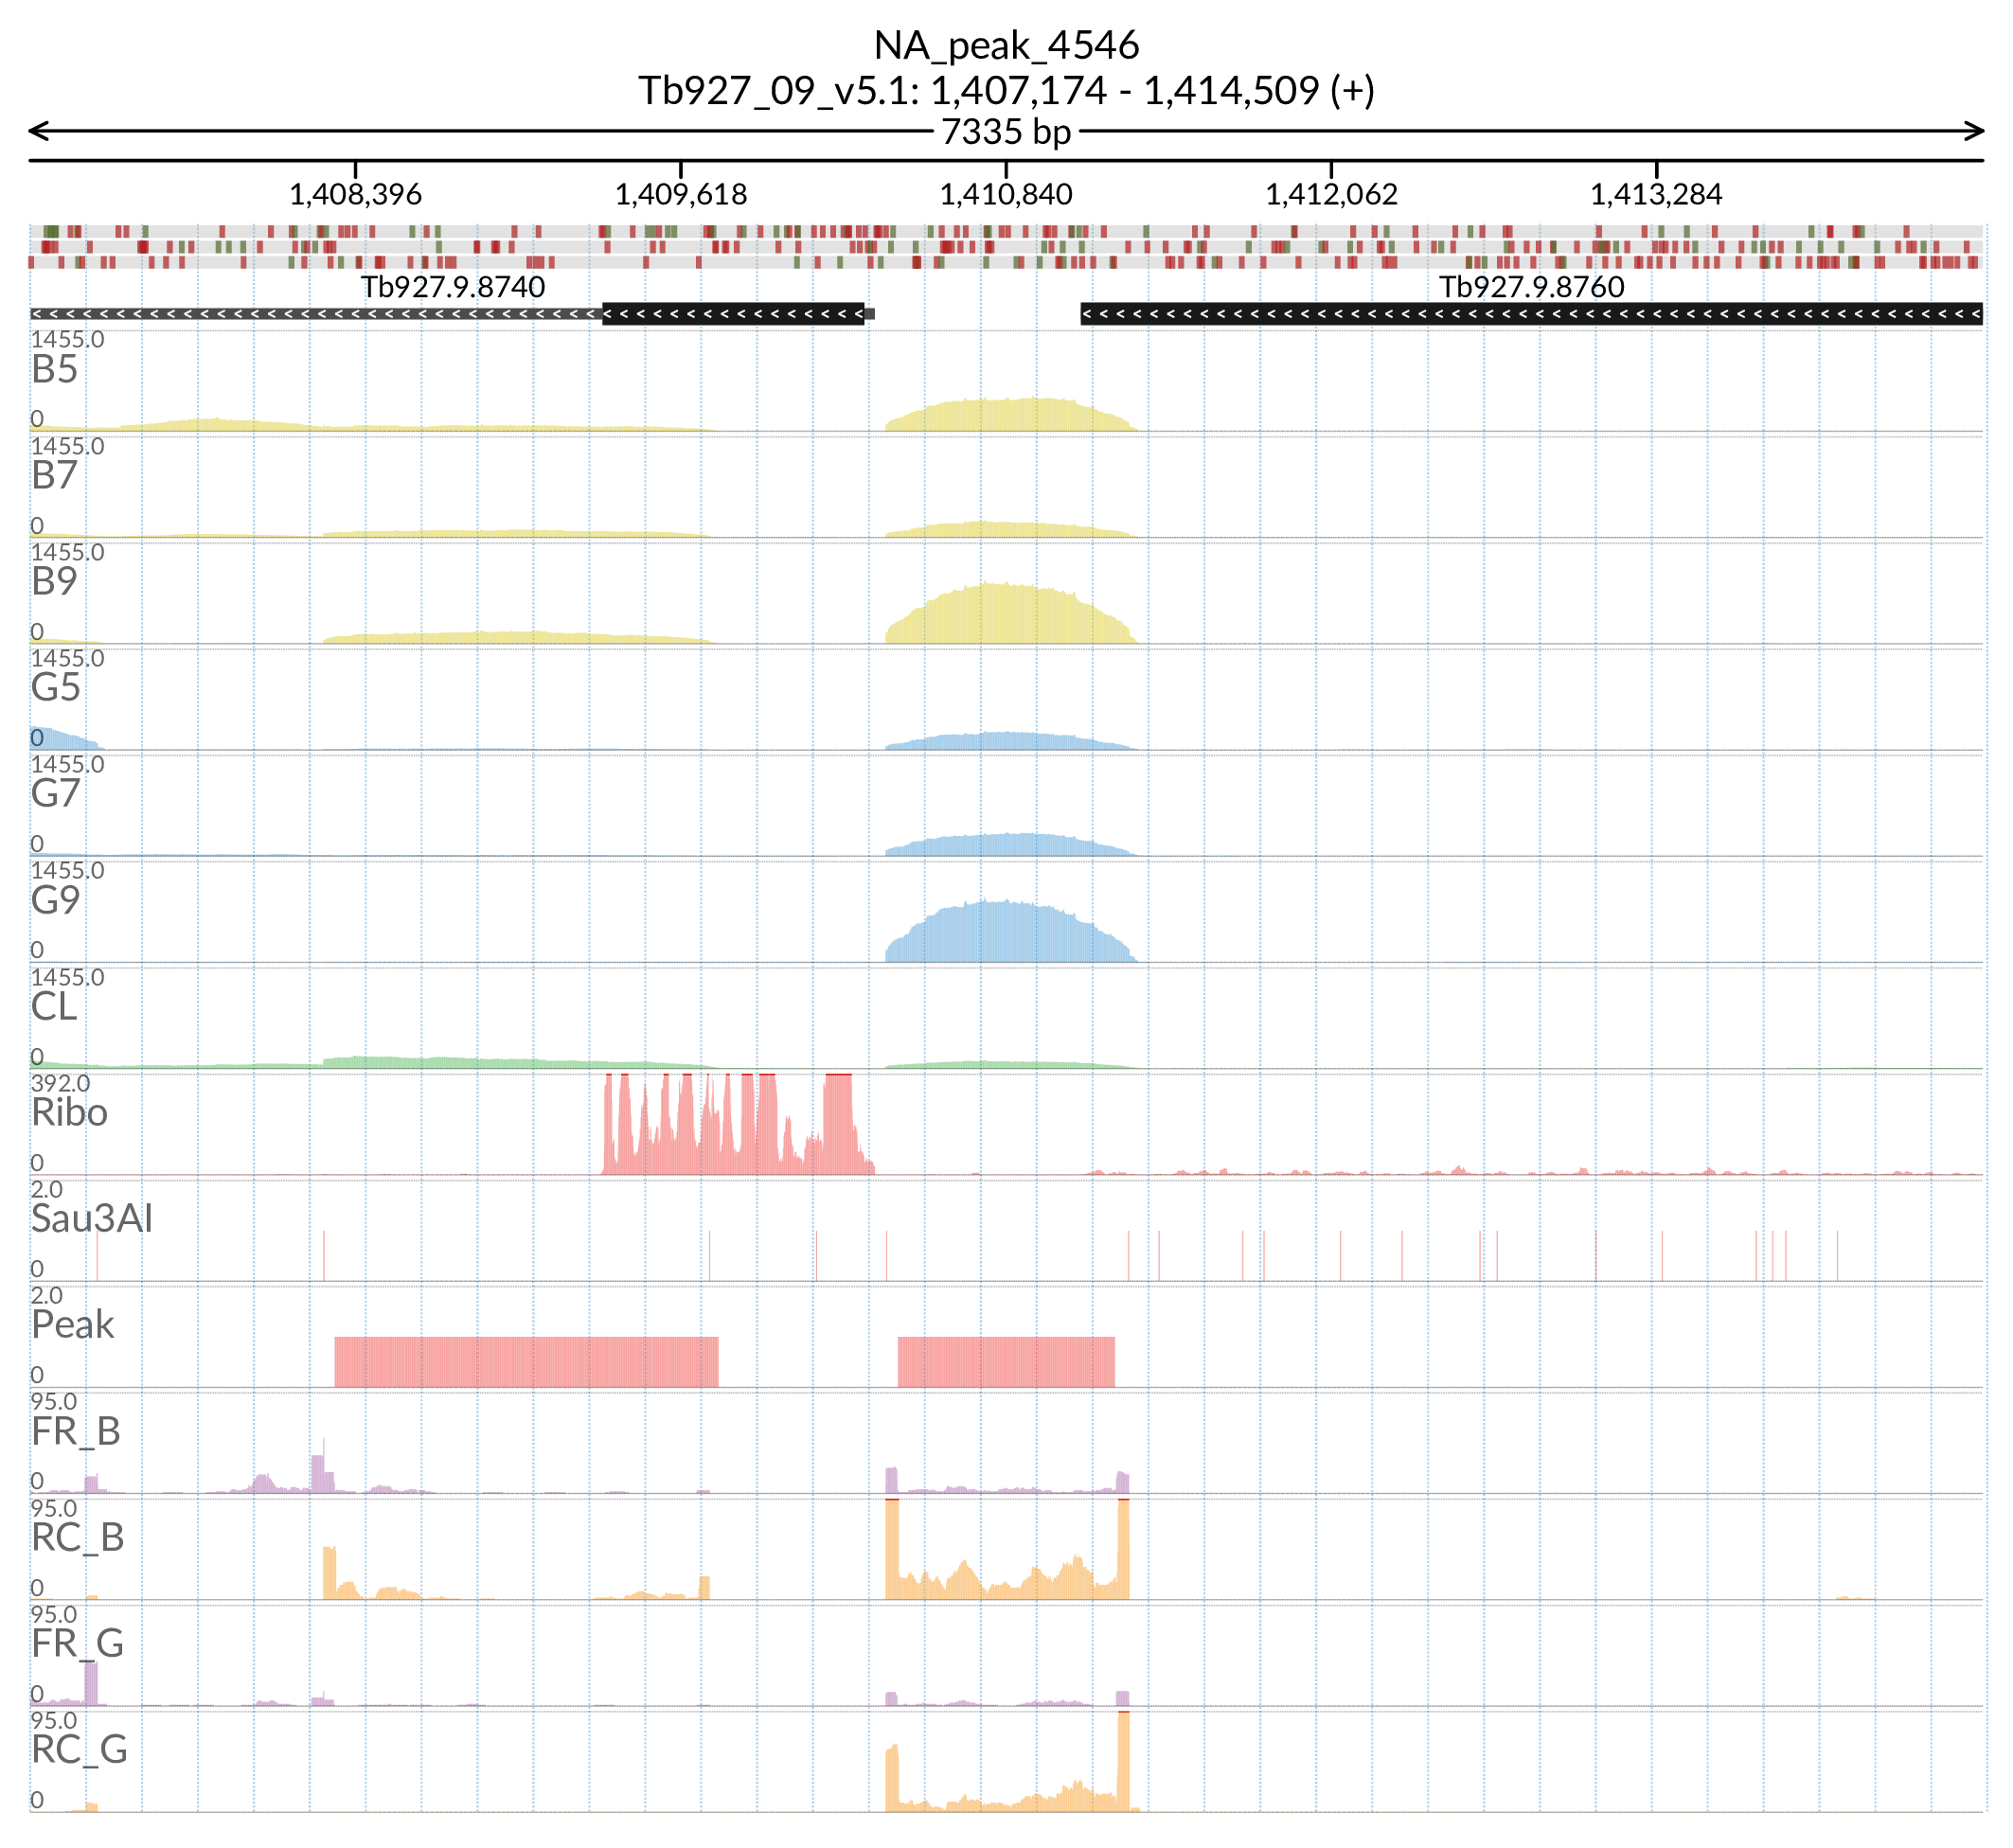 NA_peak_4546
Tb927_09_v5.1: 1,407,174 - 1,414,509 (+)
7335 bp
1,408,396 1,409,618 1,410,840 1,412,062 1,413,284
Tb927.9.8740 Tb927.9.8760
1455.0
B5
0
1455.0
B7
0
1455.0
B9
0
1455.0
G5
0
1455.0
G7
0
1455.0
G9
0
1455.0
CL
0
392.0
Ribo
0
2.0
Sau3AI
0
2.0
Peak
0
95.0
FR_B
0
95.0
RC_B
0
95.0
FR_G
0
95.0
RC_G
0